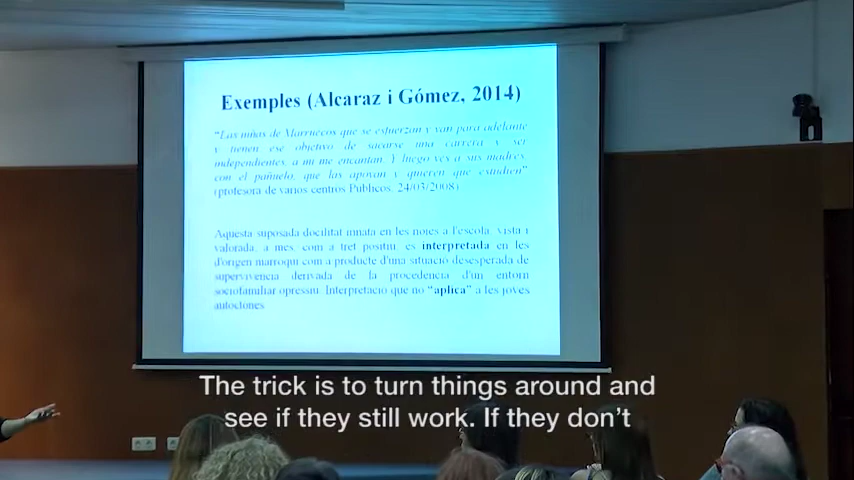 Exemples (Alcaraz i Gómez, 2014)
“Las niñas de Marruecos que se esfuerzan y van para adelante
y tienen ese objetivo de sacarse una carrera y ser
independientes, a mi me encantan. Y luego ves a sus madres,
con el pañuelo, que las apoyan y quieren que estudien”
(profesora de varios centros Públicos, 24/03/2008).
Aquesta suposada docilitat innata en les noies a l'escola, vista i
valorada, a mes, com a tret positiu, es interpretada en les
d'origen marroquí com a producte d'una situació desesperada de
supervivencia derivada de la procedencia d'un entorn
sociofamiliar opressiu. Interpretació que no “aplica” a les joves
autoctones.
The trick is to turn things around and
see if they still work. If they don't